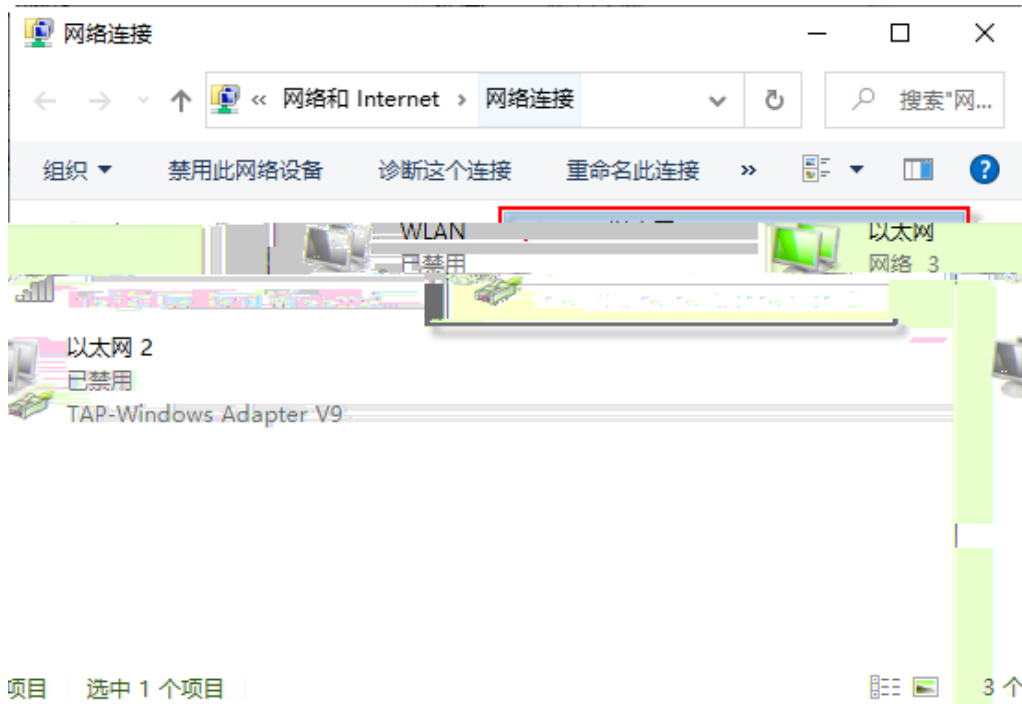 网络连接
« 网络和 Internet › 网络连接
搜索"网...
组织 禁用此网络设备 诊断这个连接 重命名此连接 »
WLAN
已禁用
以太网
网络 3
以太网 2
已禁用
TAP-Windows Adapter V9
项目 选中 1 个项目 3 个